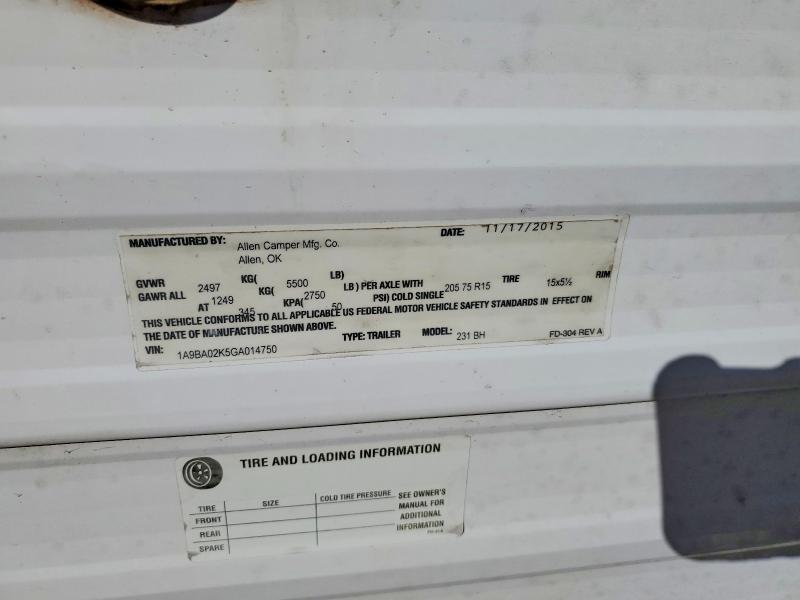 MANUFACTURED BY: Allen Camper Mfg. Co. DATE: 11/17/2015
Allen, OK
GVWR 2497 KG( 5500 LB)
GAWR ALL 1249 KG( 2750 LB ) PER AXLE WITH 205 75 R15 TIRE 15x5½ RIM
AT 345 KPA( 50 PSI) COLD SINGLE
THIS VEHICLE CONFORMS TO ALL APPLICABLE US FEDERAL MOTOR VEHICLE SAFETY STANDARDS IN EFFECT ON
THE DATE OF MANUFACTURE SHOWN ABOVE.
VIN: 1A9BA02K5GA014750 TYPE: TRAILER MODEL: 231 BH FD-304 REV A
TIRE AND LOADING INFORMATION
TIRE SIZE COLD TIRE PRESSURE SEE OWNER'S
FRONT MANUAL FOR
REAR ADDITIONAL
SPARE INFORMATION